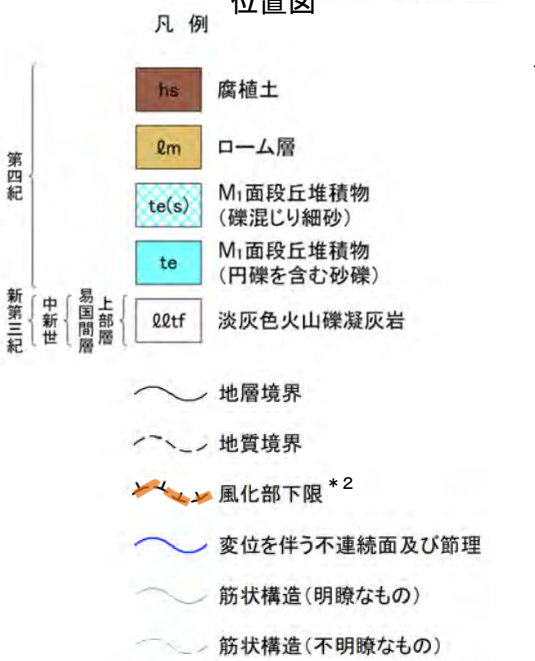 位置図
凡 例
第四紀
hs 腐植土
ℓm ローム層
te(s) M₁面段丘堆積物
(礫混じり細砂)
te M₁面段丘堆積物
(円礫を含む砂礫)
新第三紀 中新世 易国間層 上部層
ℓℓtf 淡灰色火山礫凝灰岩
地層境界
地質境界
風化部下限*2
変位を伴う不連続面及び節理
筋状構造(明瞭なもの)
筋状構造(不明瞭なもの)